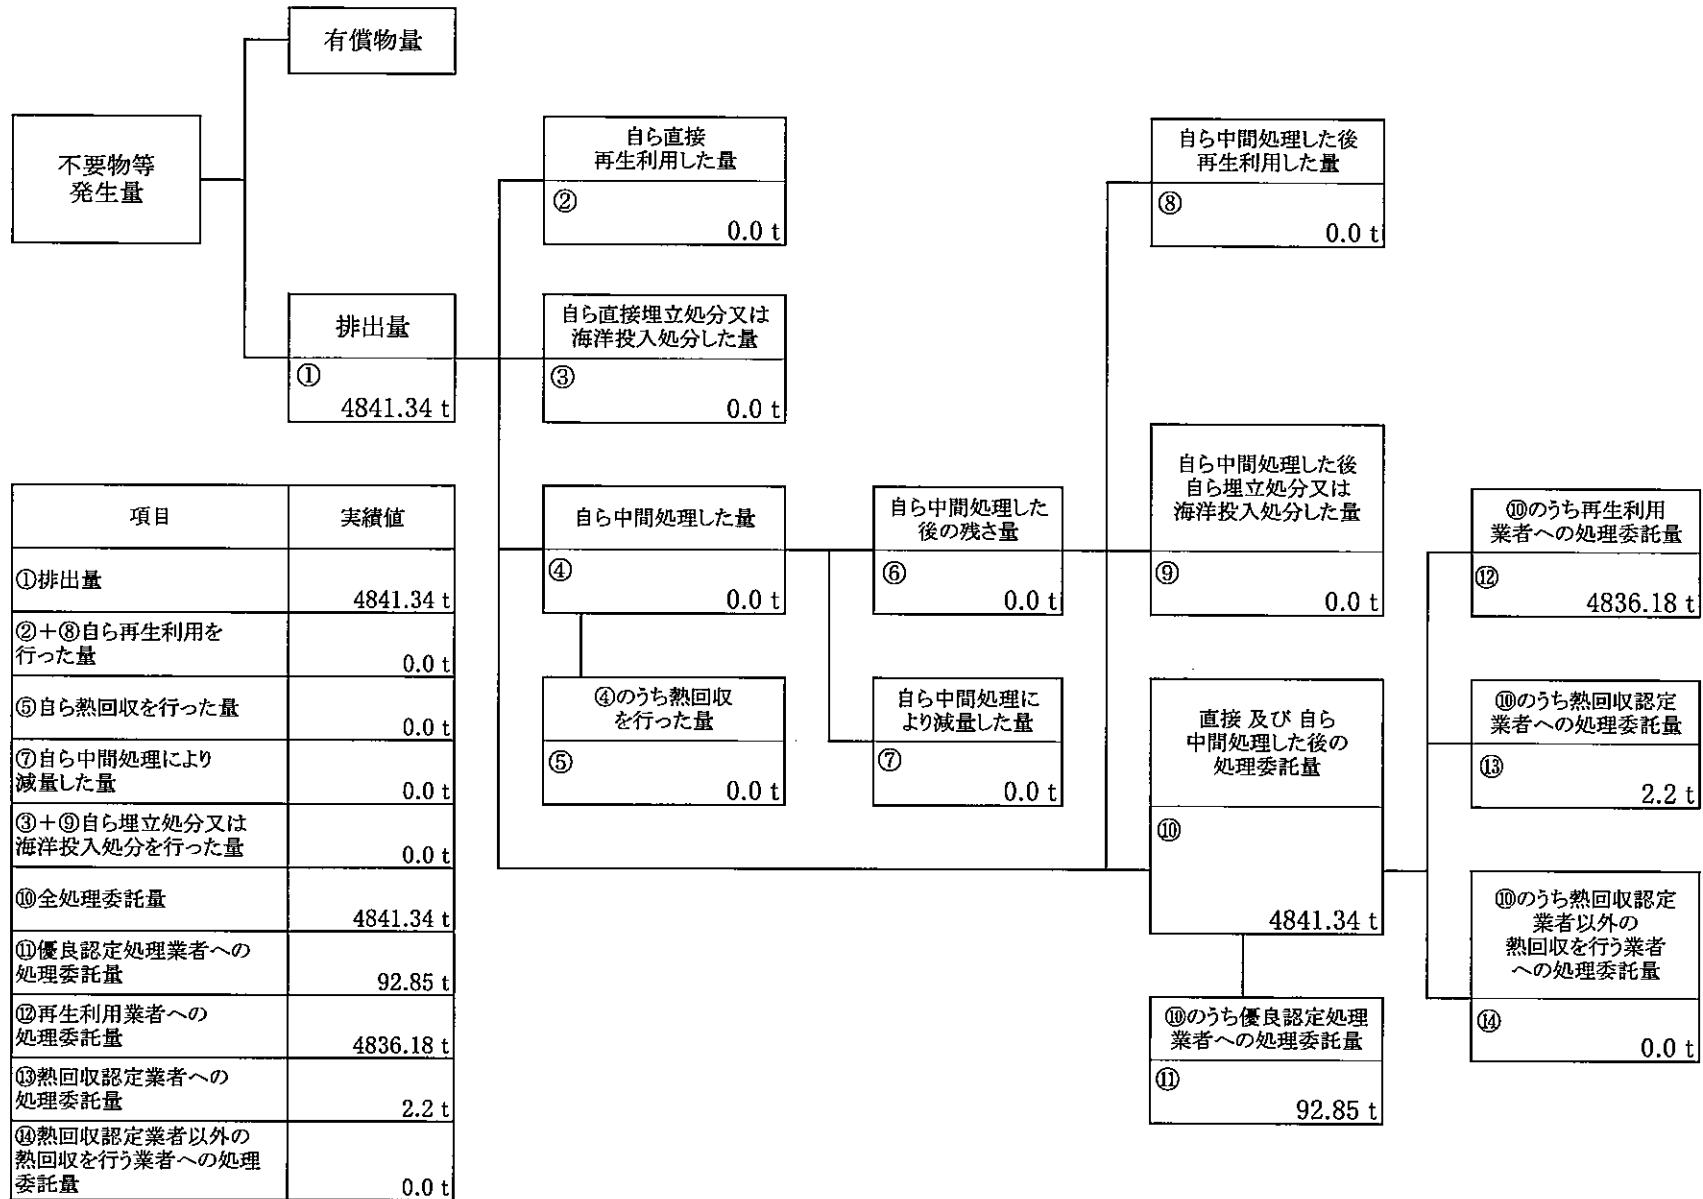 有償物量
不要物等
発生量
排出量
①
4841.34 t
自ら直接
再生利用した量
②
0.0 t
自ら直接埋立処分又は
海洋投入処分した量
③
0.0 t
自ら中間処理した量
④
0.0 t
④のうち熱回収
を行った量
⑤
0.0 t
自ら中間処理した
後の残さ量
⑥
0.0 t
自ら中間処理に
より減量した量
⑦
0.0 t
自ら中間処理した後
再生利用した量
⑧
0.0 t
自ら中間処理した後
自ら埋立処分又は
海洋投入処分した量
⑨
0.0 t
直接 及び 自ら
中間処理した後の
処理委託量
⑩
4841.34 t
⑩のうち優良認定処理
業者への処理委託量
⑪
92.85 t
⑩のうち再生利用
業者への処理委託量
⑫
4836.18 t
⑩のうち熱回収認定
業者への処理委託量
⑬
2.2 t
⑩のうち熱回収認定
業者以外の
熱回収を行う業者
への処理委託量
⑭
0.0 t
項目 実績値
①排出量
4841.34 t
②+⑧自ら再生利用を
行った量
0.0 t
⑤自ら熱回収を行った量
0.0 t
⑦自ら中間処理により
減量した量
0.0 t
③+⑨自ら埋立処分又は
海洋投入処分を行った量
0.0 t
⑩全処理委託量
4841.34 t
⑪優良認定処理業者への
処理委託量
92.85 t
⑫再生利用業者への
処理委託量
4836.18 t
⑬熱回収認定業者への
処理委託量
2.2 t
⑭熱回収認定業者以外の
熱回収を行う業者への処理
委託量
0.0 t